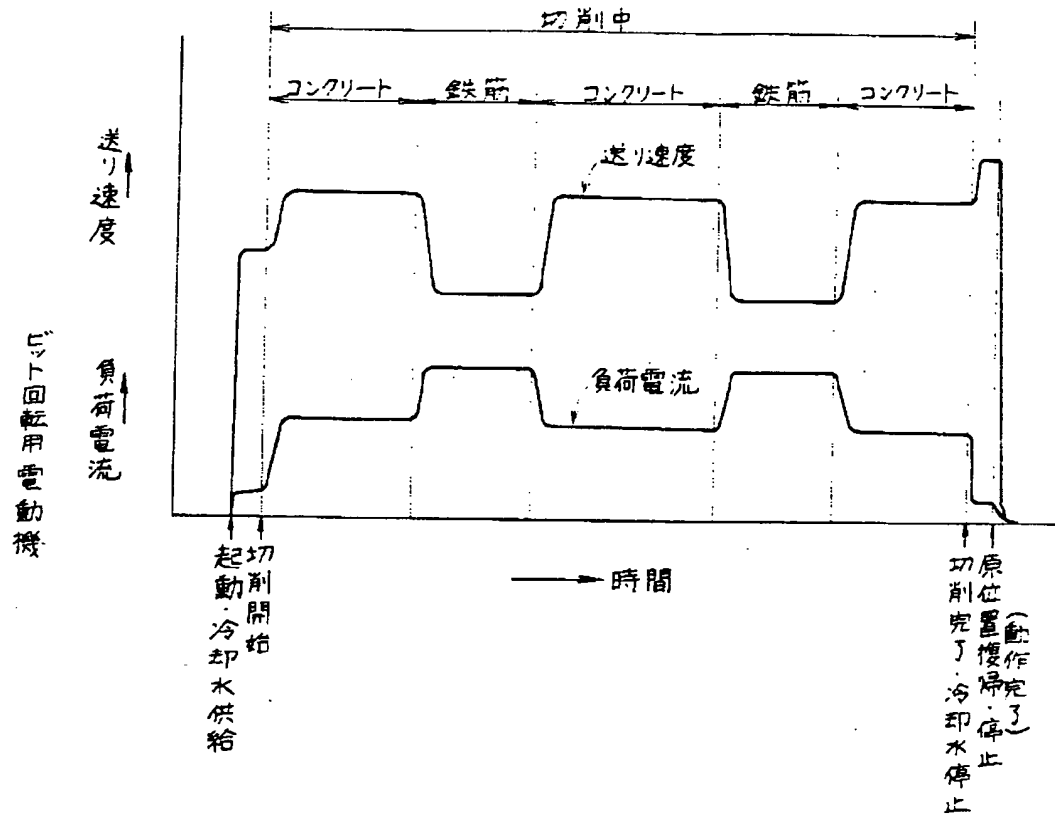 切削中
コンクリート
鉄筋
コンクリート
鉄筋
コンクリート
送り速度
送り速度
負荷電流
負荷電流
ビット回転用電動機
起動・冷却水供給
切削開始
時間
切削完了・冷却水停止
原位置復帰・停止
(動作完了)